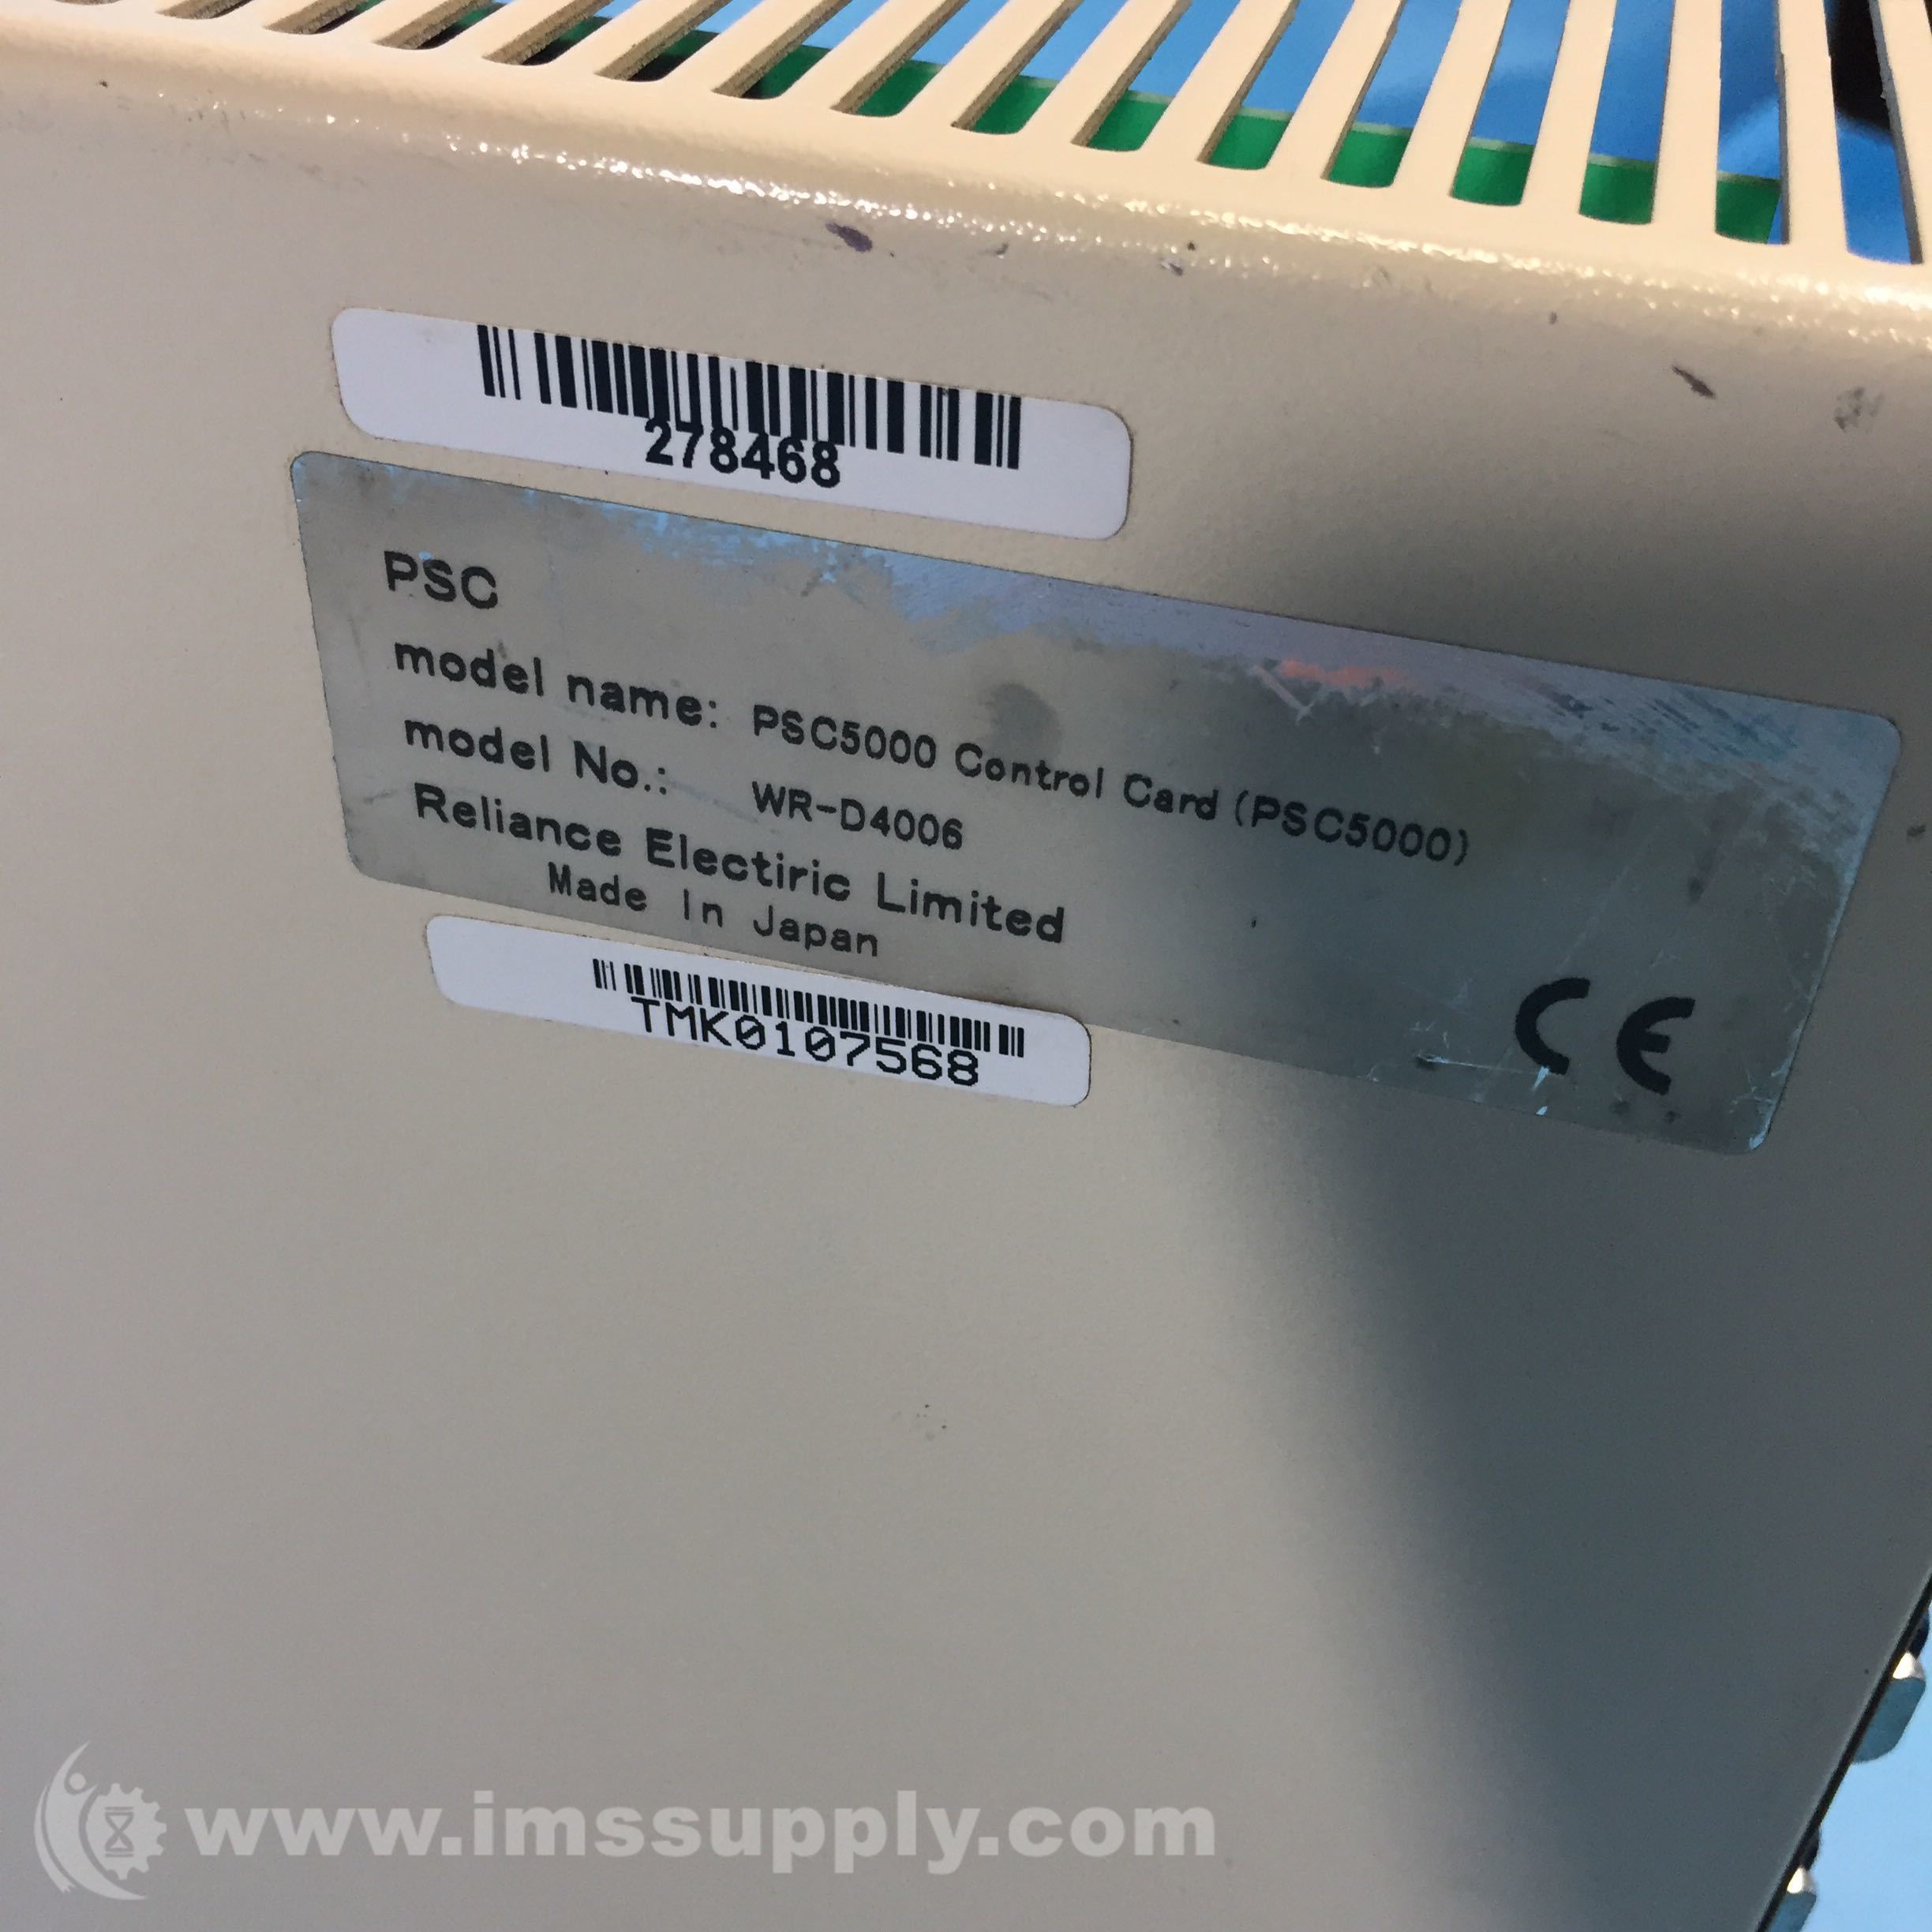 278468
PSC
model name: PSC5000 Control Card (PSC5000)
model No.: WR-D4006
Reliance Electiric Limited
Made In Japan
CE
TMK0107568
www.imssupply.com